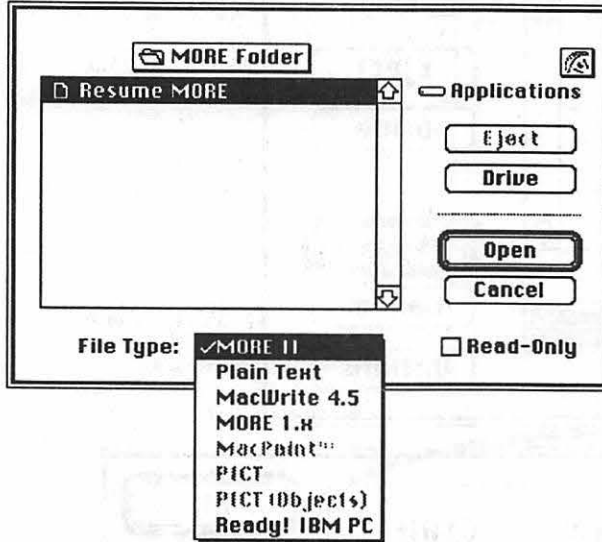 MORE Folder
Resume MORE
Applications
Eject
Drive
Open
Cancel
File Type: ✓MORE II
Read-Only
Plain Text
MacWrite 4.5
MORE 1.x
MacPaint™
PICT
PICT (Objects)
Ready! IBM PC